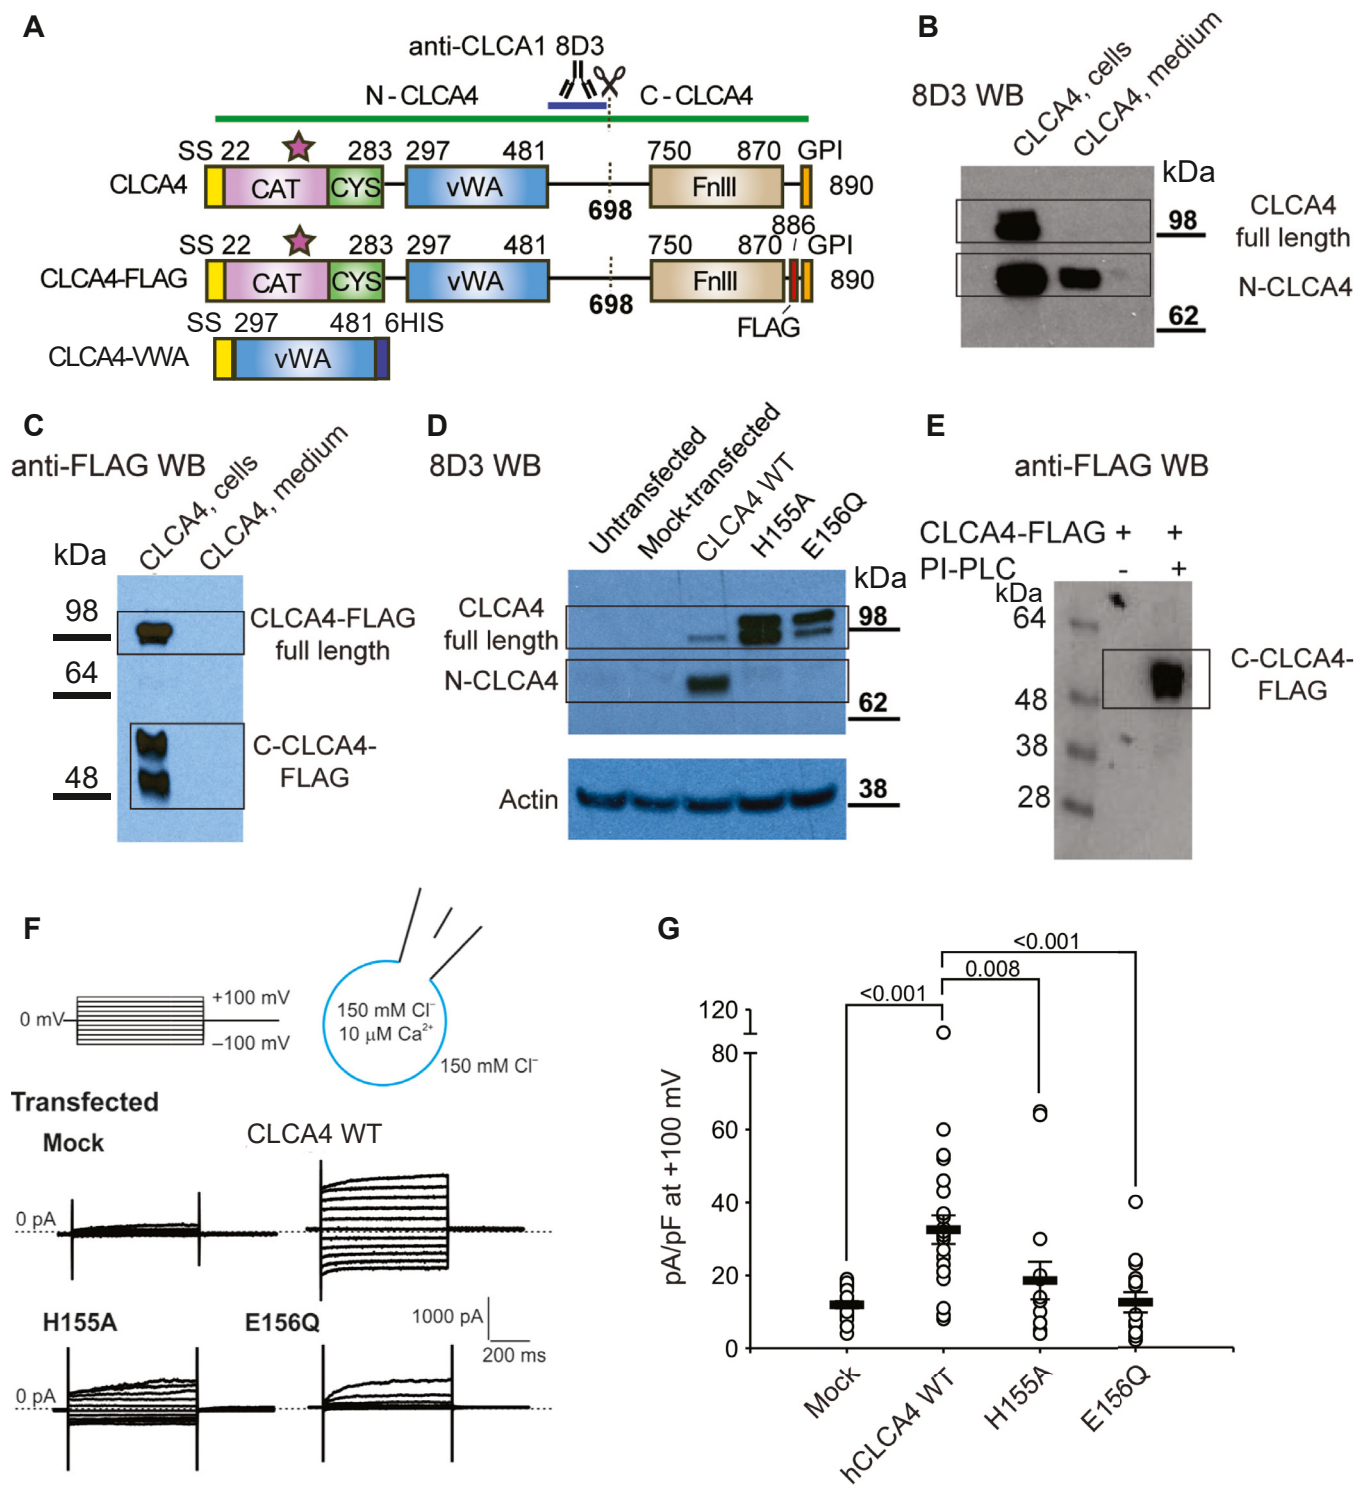 A
anti-CLCA1 8D3
N - CLCA4
C - CLCA4
SS 22 283 297 481 750 870 GPI
CLCA4 CAT CYS vWA FnIII 890
698
886
SS 22 283 297 481 750 870 GPI
CLCA4-FLAG CAT CYS vWA FnIII 890
698
FLAG
SS 297 481 6HIS
CLCA4-VWA vWA
B
8D3 WB
CLCA4, cells
CLCA4, medium
kDa
98
62
CLCA4
full length
N-CLCA4
C
anti-FLAG WB
CLCA4, cells
CLCA4, medium
kDa
98
64
48
CLCA4-FLAG
full length
C-CLCA4-
FLAG
D
8D3 WB
Untransfected
Mock-transfected
CLCA4 WT
H155A
E156Q
kDa
CLCA4
full length
98
N-CLCA4
62
Actin
38
E
anti-FLAG WB
CLCA4-FLAG + +
PI-PLC - +
kDa
64
48
38
28
C-CLCA4-
FLAG
F
0 mV
+100 mV
–100 mV
150 mM Cl⁻
10 µM Ca²⁺
150 mM Cl⁻
Transfected
Mock
CLCA4 WT
0 pA
H155A
E156Q
1000 pA
200 ms
0 pA
G
<0.001
0.008
<0.001
pA/pF at +100 mV
120
80
60
40
20
0
Mock
hCLCA4 WT
H155A
E156Q